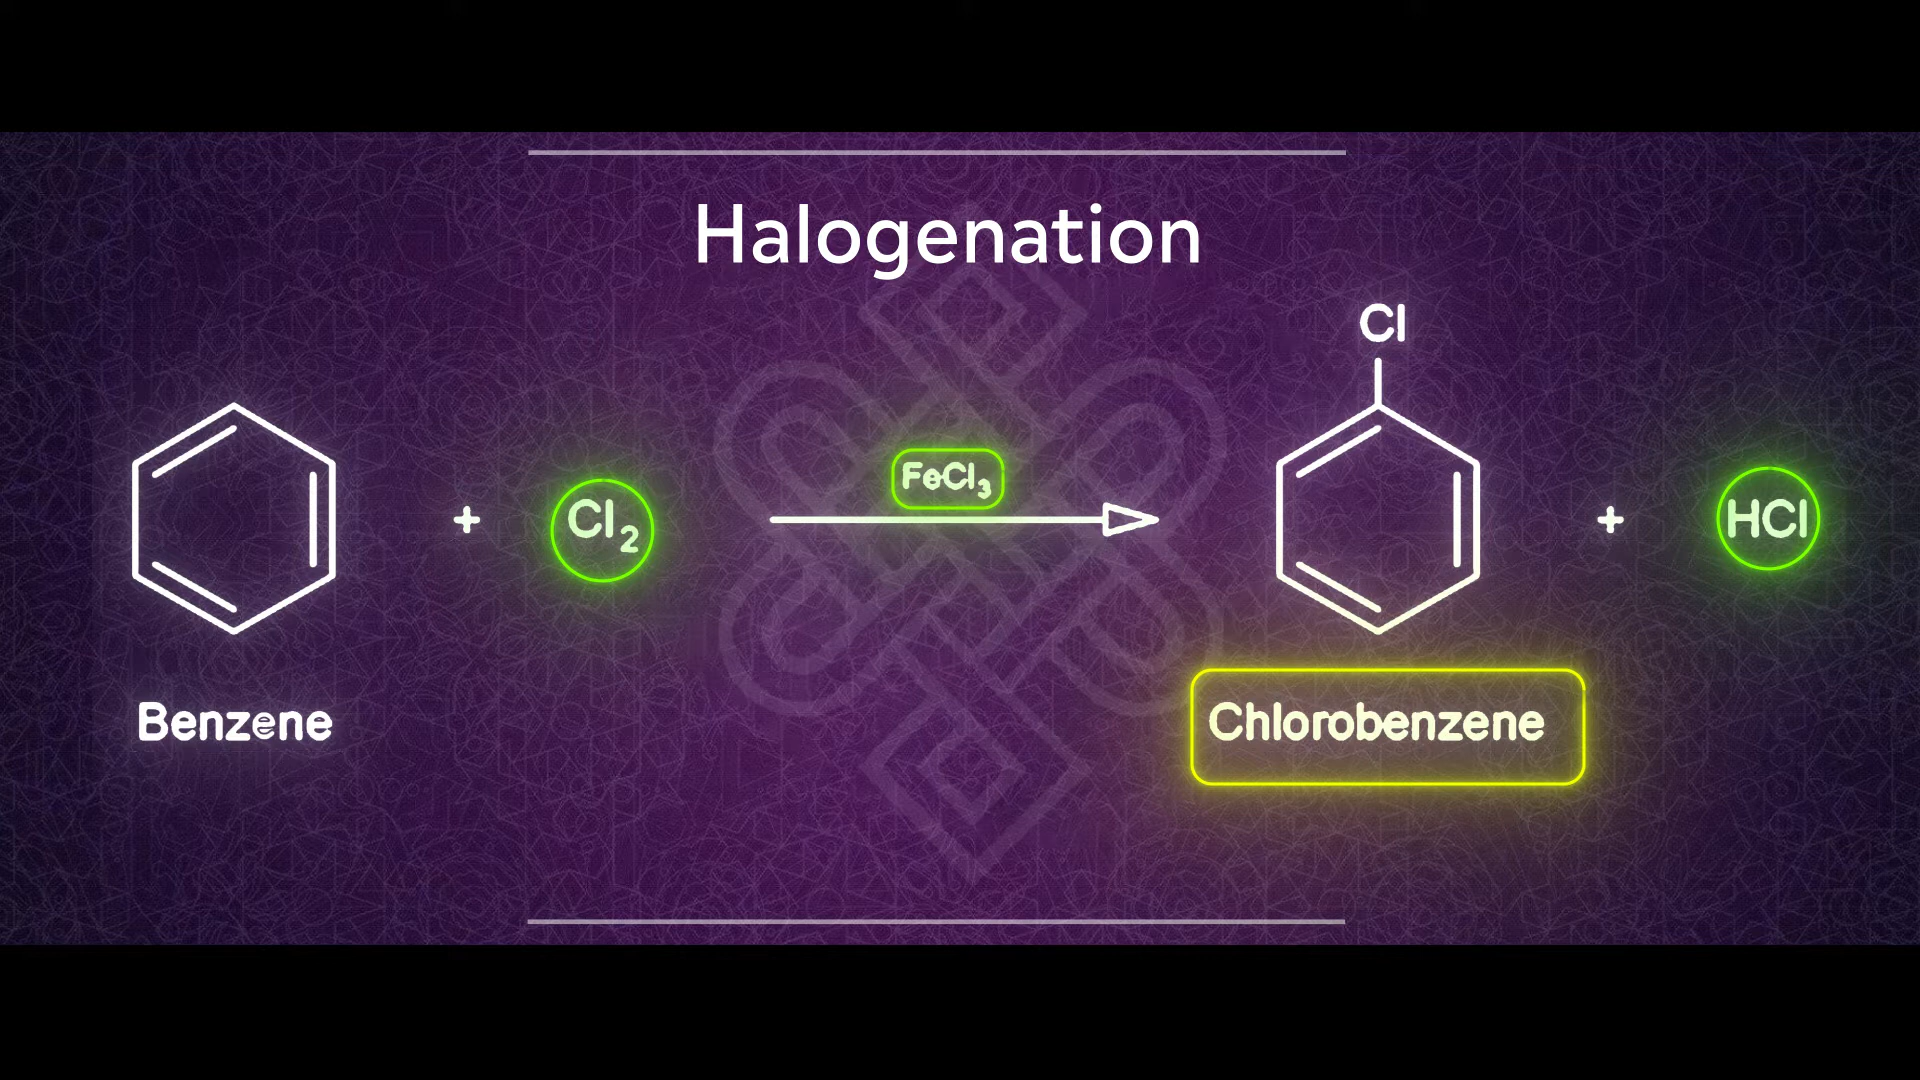 Halogenation
Cl
+ Cl₂ FeCl₃ + HCl
Benzene Chlorobenzene